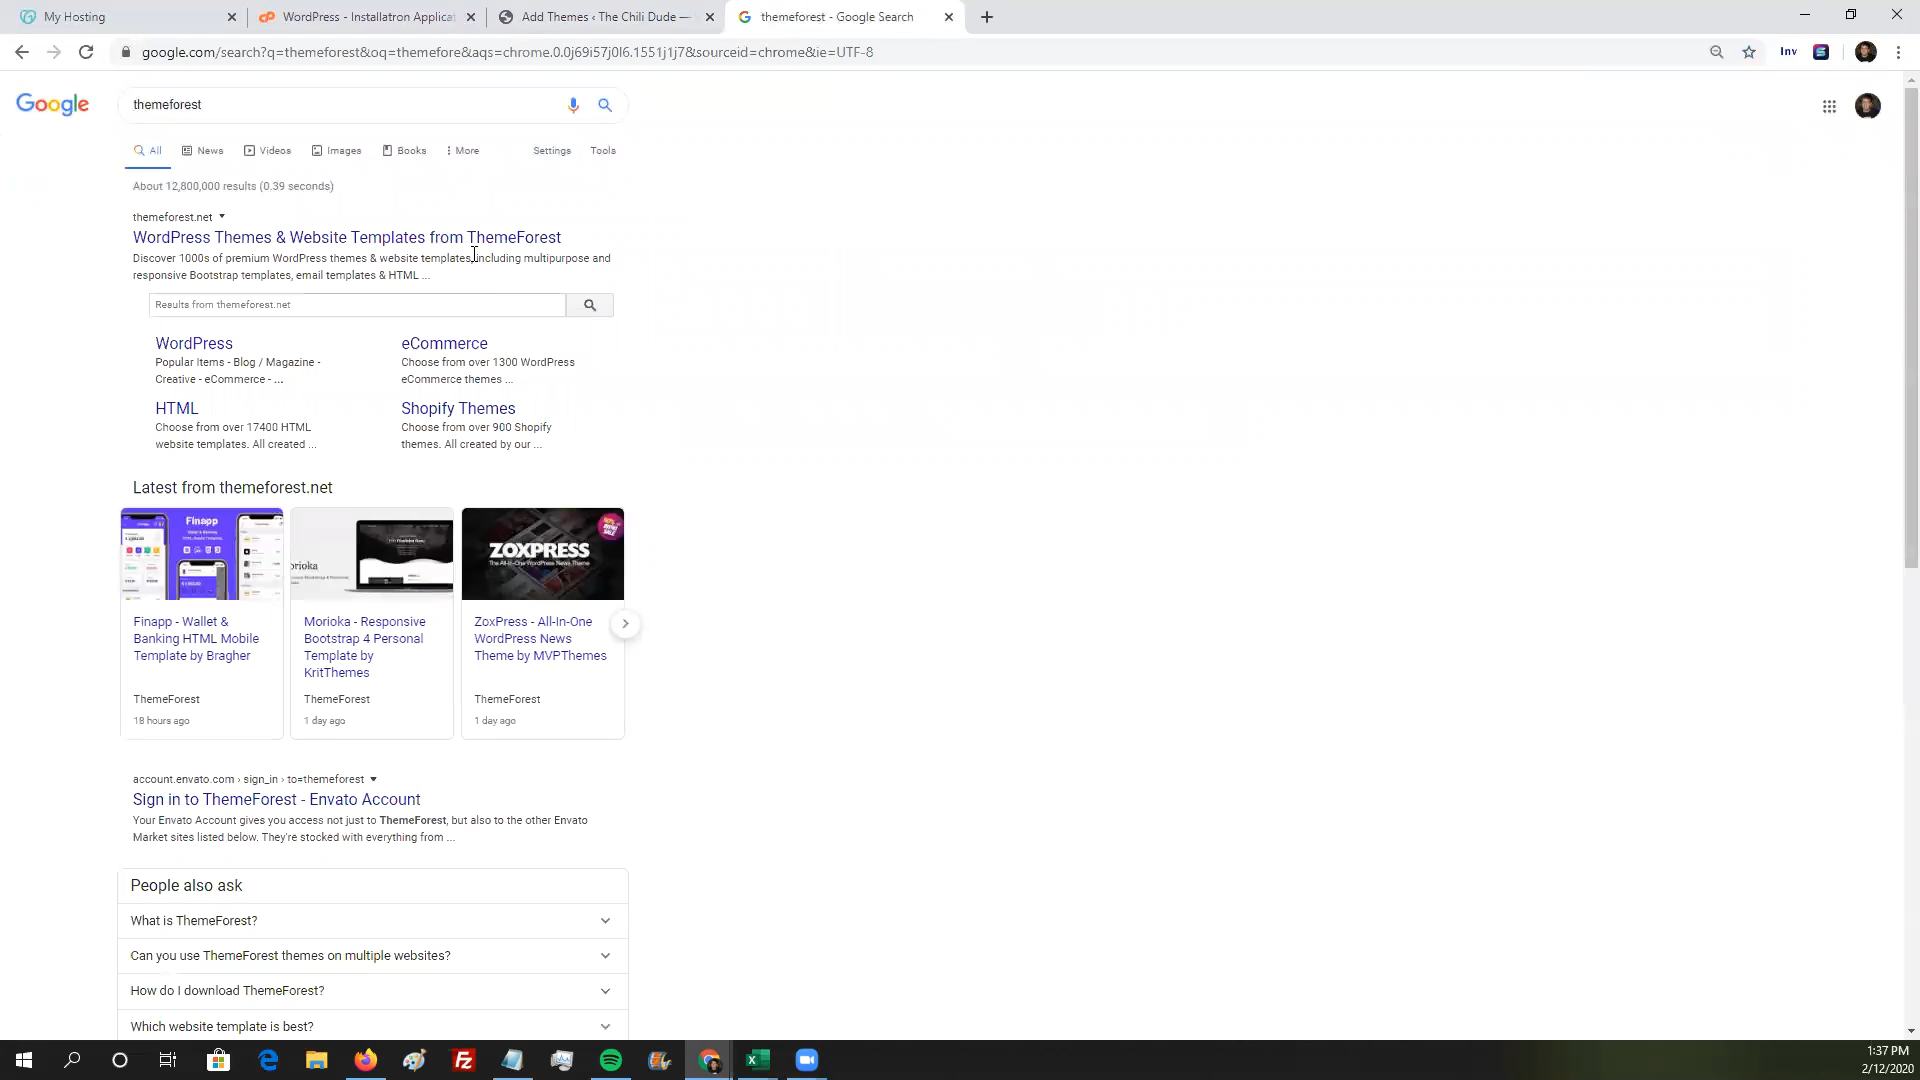 My Hosting
WordPress - Installatron Applicat
Add Themes ‹ The Chili Dude —
themeforest - Google Search
google.com/search?q=themeforest&oq=themefore&aqs=chrome.0.0j69i57j0l6.1551j1j7&sourceid=chrome&ie=UTF-8
Inv
Google
themeforest
All
News
Videos
Images
Books
More
Settings
Tools
About 12,800,000 results (0.39 seconds)
themeforest.net
WordPress Themes & Website Templates from ThemeForest
Discover 1000s of premium WordPress themes & website templates, including multipurpose and
responsive Bootstrap templates, email templates & HTML ...
Results from themeforest.net
WordPress
Popular Items - Blog / Magazine -
Creative - eCommerce - ...
eCommerce
Choose from over 1300 WordPress
eCommerce themes ...
HTML
Choose from over 17400 HTML
website templates. All created ...
Shopify Themes
Choose from over 900 Shopify
themes. All created by our ...
Latest from themeforest.net
Finapp
orioka
ZOXPRESS
The All-In-One WordPress News Theme
Finapp - Wallet &
Banking HTML Mobile
Template by Bragher
ThemeForest
18 hours ago
Morioka - Responsive
Bootstrap 4 Personal
Template by
KritThemes
ThemeForest
1 day ago
ZoxPress - All-In-One
WordPress News
Theme by MVPThemes
ThemeForest
1 day ago
account.envato.com › sign_in › to=themeforest
Sign in to ThemeForest - Envato Account
Your Envato Account gives you access not just to ThemeForest, but also to the other Envato
Market sites listed below. They're stocked with everything from ...
People also ask
What is ThemeForest?
Can you use ThemeForest themes on multiple websites?
How do I download ThemeForest?
Which website template is best?
1:37 PM
2/12/2020